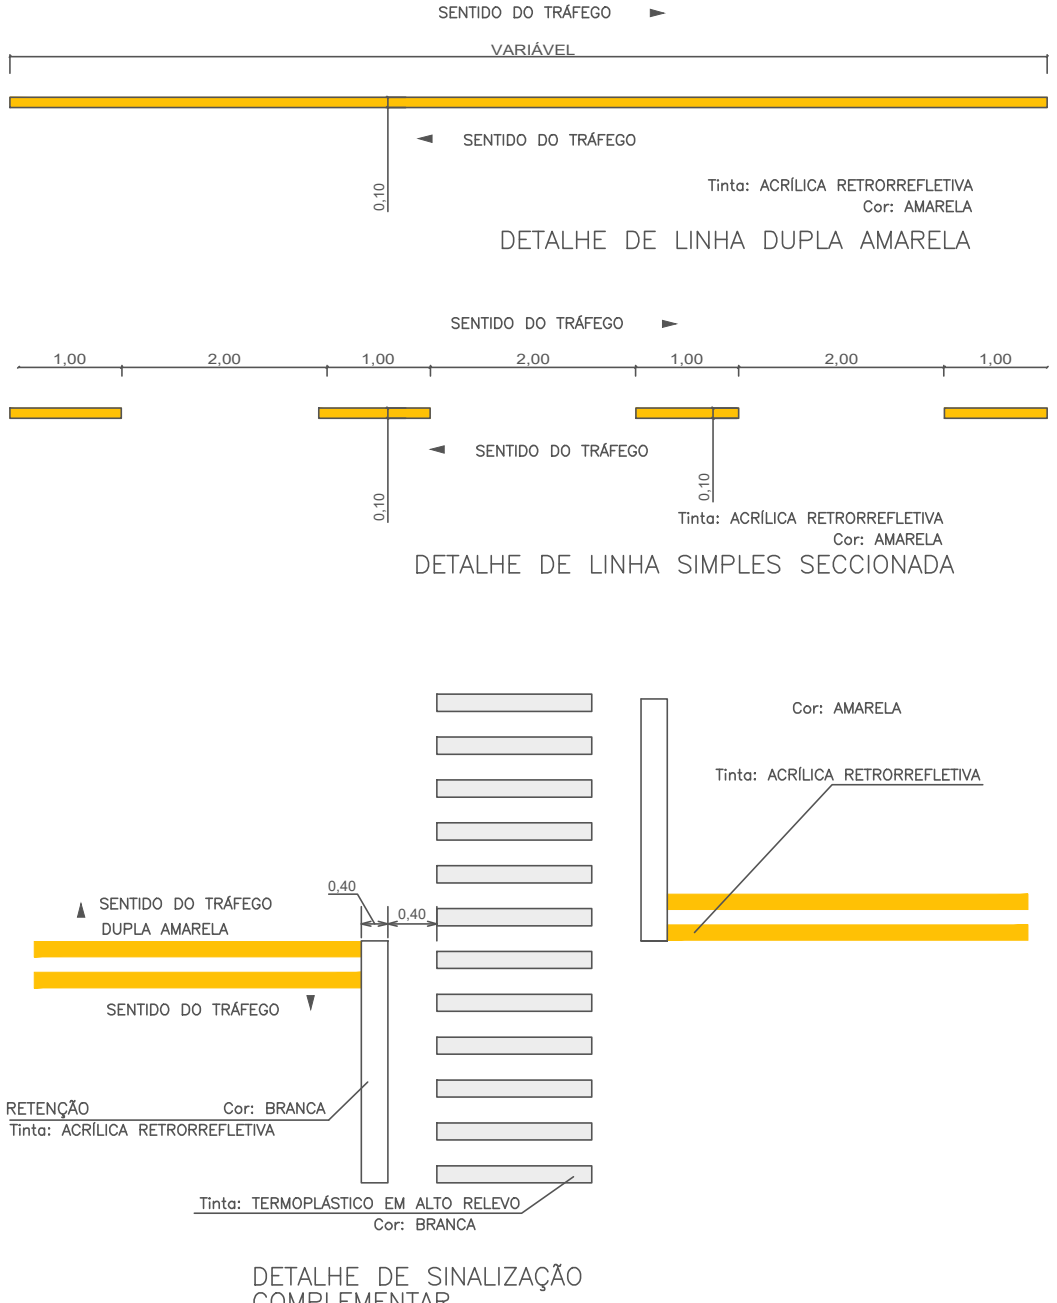 SENTIDO DO TRÁFEGO
VARIÁVEL
SENTIDO DO TRÁFEGO
0,10
Tinta: ACRÍLICA RETRORREFLETIVA
Cor: AMARELA
DETALHE DE LINHA DUPLA AMARELA
SENTIDO DO TRÁFEGO
1,00 2,00 1,00 2,00 1,00 2,00 1,00
SENTIDO DO TRÁFEGO
0,10 0,10
Tinta: ACRÍLICA RETRORREFLETIVA
Cor: AMARELA
DETALHE DE LINHA SIMPLES SECCIONADA
Cor: AMARELA
Tinta: ACRÍLICA RETRORREFLETIVA
0,40
SENTIDO DO TRÁFEGO
0,40
DUPLA AMARELA
SENTIDO DO TRÁFEGO
RETENÇÃO Cor: BRANCA
Tinta: ACRÍLICA RETRORREFLETIVA
Tinta: TERMOPLÁSTICO EM ALTO RELEVO
Cor: BRANCA
DETALHE DE SINALIZAÇÃO
COMPLEMENTAR